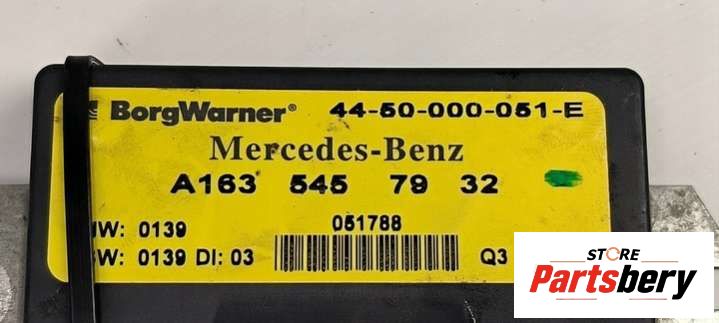 BorgWarner® 44-50-000-051-E
Mercedes-Benz
A163 545 79 32
HW: 0139 051788
SW: 0139 DI: 03 Q3
STORE
Partsbery